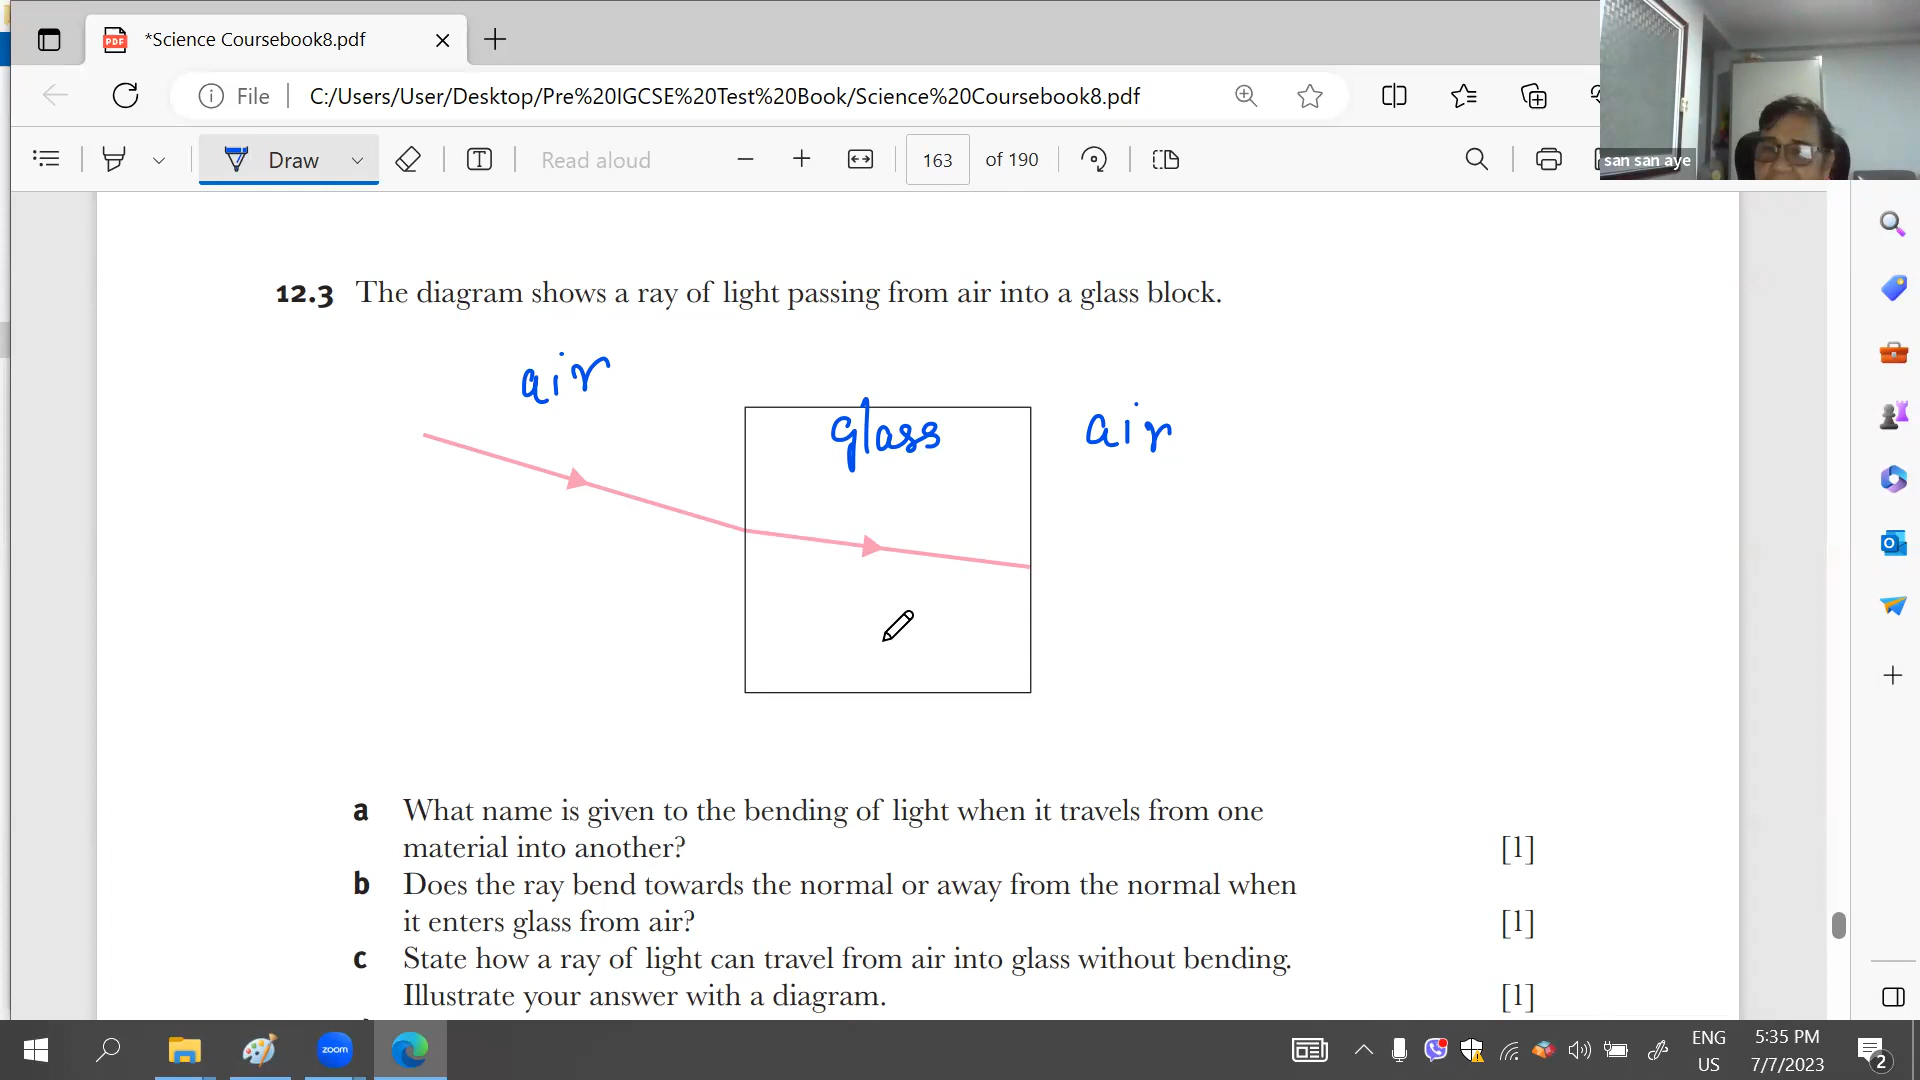 *Science Coursebook8.pdf
File C:/Users/User/Desktop/Pre%20IGCSE%20Test%20Book/Science%20Coursebook8.pdf
Draw Read aloud 163 of 190
san san aye
12.3 The diagram shows a ray of light passing from air into a glass block.
air
glass air
a What name is given to the bending of light when it travels from one
material into another? [1]
b Does the ray bend towards the normal or away from the normal when
it enters glass from air? [1]
c State how a ray of light can travel from air into glass without bending.
Illustrate your answer with a diagram. [1]
zoom
ENG
US
5:35 PM
7/7/2023
2